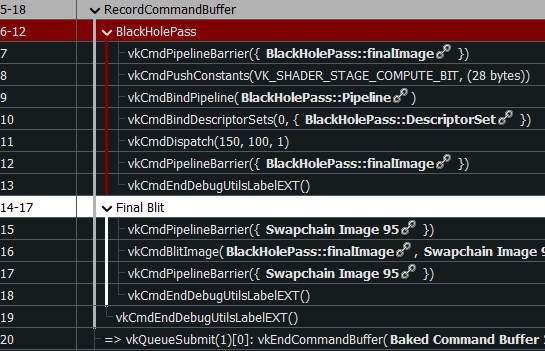 5-18 RecordCommandBuffer
6-12 BlackHolePass
7 vkCmdPipelineBarrier({ BlackHolePass::finalImage })
8 vkCmdPushConstants(VK_SHADER_STAGE_COMPUTE_BIT, (28 bytes))
9 vkCmdBindPipeline( BlackHolePass::Pipeline )
10 vkCmdBindDescriptorSets(0, { BlackHolePass::DescriptorSet })
11 vkCmdDispatch(150, 100, 1)
12 vkCmdPipelineBarrier({ BlackHolePass::finalImage })
13 vkCmdEndDebugUtilsLabelEXT()
14-17 Final Blit
15 vkCmdPipelineBarrier({ Swapchain Image 95 })
16 vkCmdBlitImage( BlackHolePass::finalImage , Swapchain Image 9
17 vkCmdPipelineBarrier({ Swapchain Image 95 })
18 vkCmdEndDebugUtilsLabelEXT()
19 vkCmdEndDebugUtilsLabelEXT()
20 => vkQueueSubmit(1)[0]: vkEndCommandBuffer( Baked Command Buffer